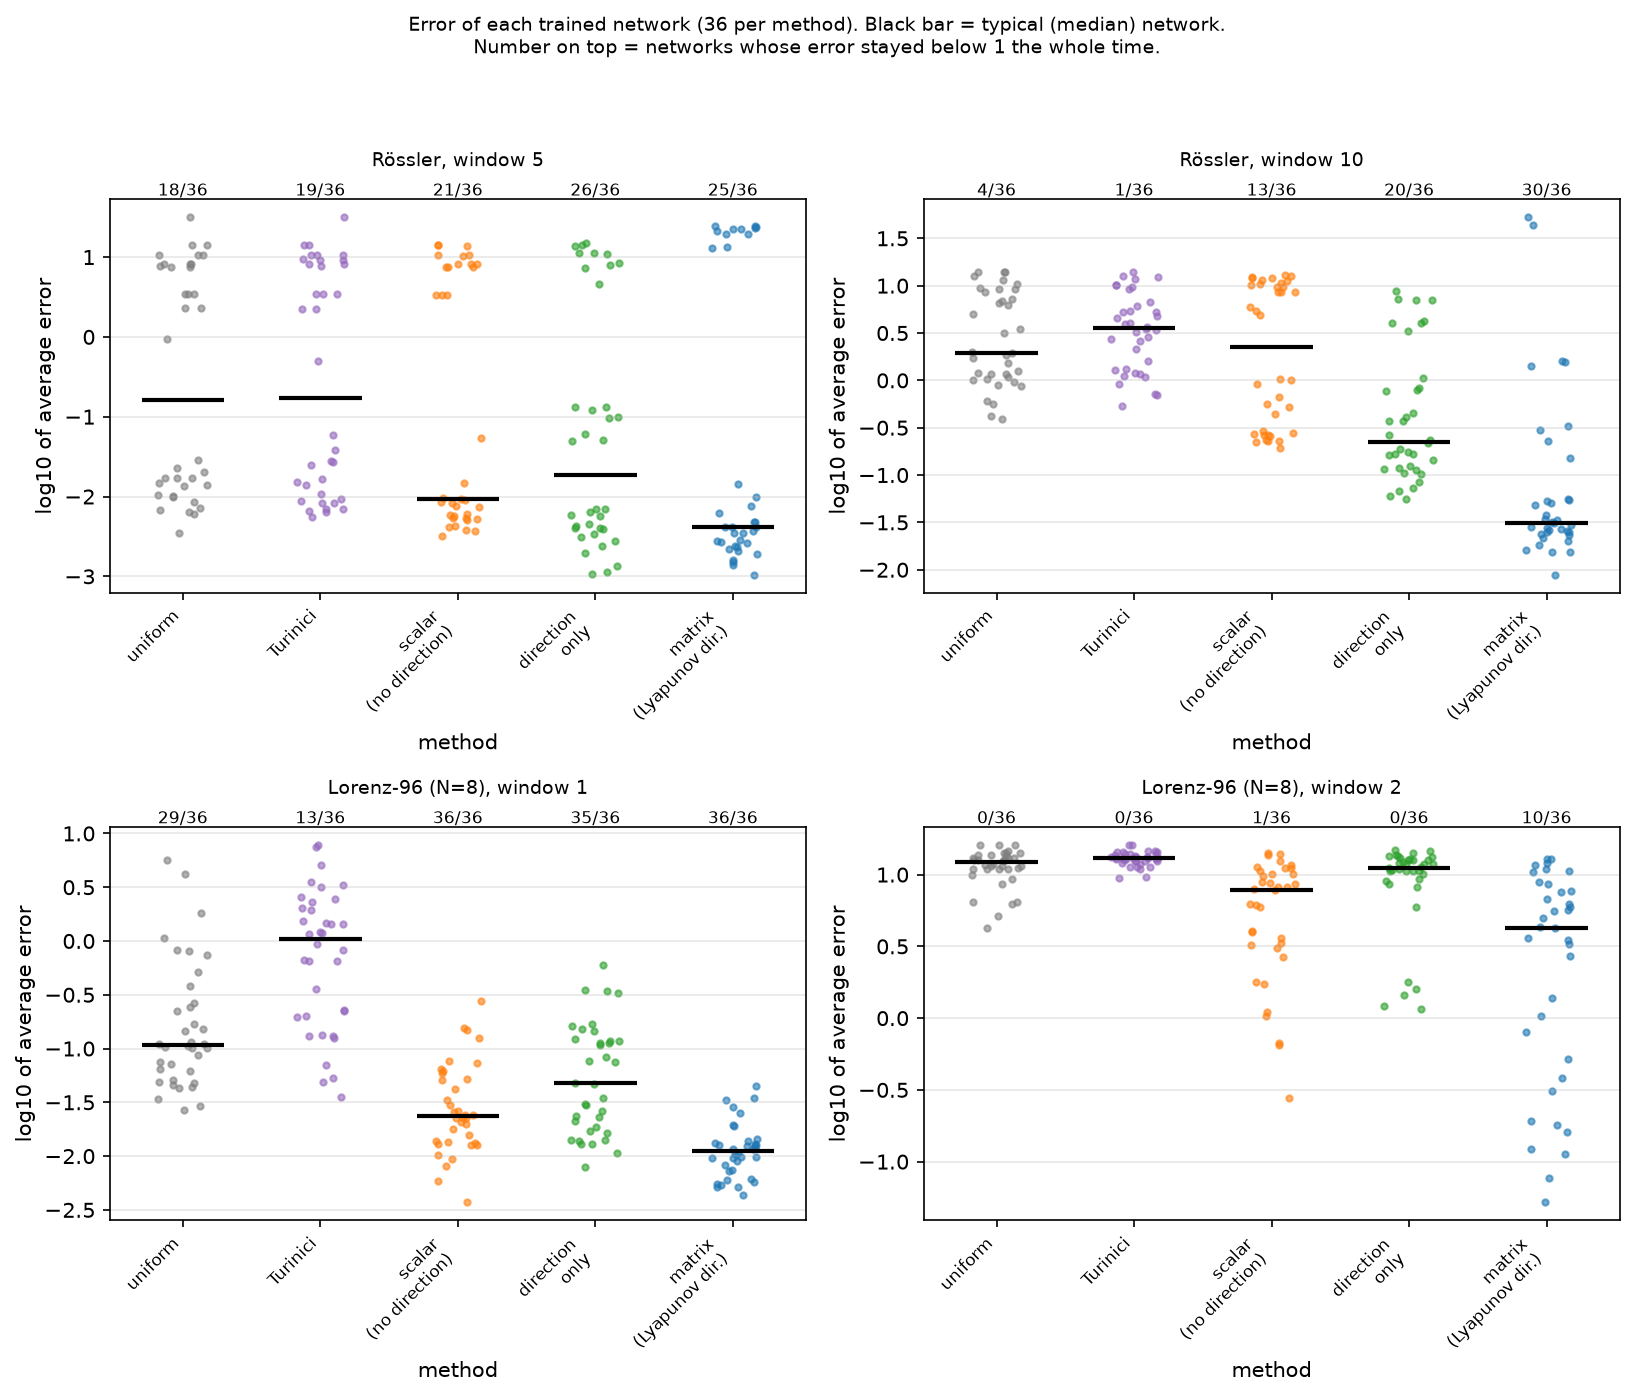 Error of each trained network (36 per method). Black bar = typical (median) network.
Number on top = networks whose error stayed below 1 the whole time.
Rössler, window 5
18/36 19/36 21/36 26/36 25/36
log10 of average error
1
0
−1
−2
−3
uniform
Turinici
scalar
(no direction)
direction
only
matrix
(Lyapunov dir.)
method
Rössler, window 10
4/36 1/36 13/36 20/36 30/36
log10 of average error
1.5
1.0
0.5
0.0
−0.5
−1.0
−1.5
−2.0
uniform
Turinici
scalar
(no direction)
direction
only
matrix
(Lyapunov dir.)
method
Lorenz-96 (N=8), window 1
29/36 13/36 36/36 35/36 36/36
log10 of average error
1.0
0.5
0.0
−0.5
−1.0
−1.5
−2.0
−2.5
uniform
Turinici
scalar
(no direction)
direction
only
matrix
(Lyapunov dir.)
method
Lorenz-96 (N=8), window 2
0/36 0/36 1/36 0/36 10/36
log10 of average error
1.0
0.5
0.0
−0.5
−1.0
uniform
Turinici
scalar
(no direction)
direction
only
matrix
(Lyapunov dir.)
method